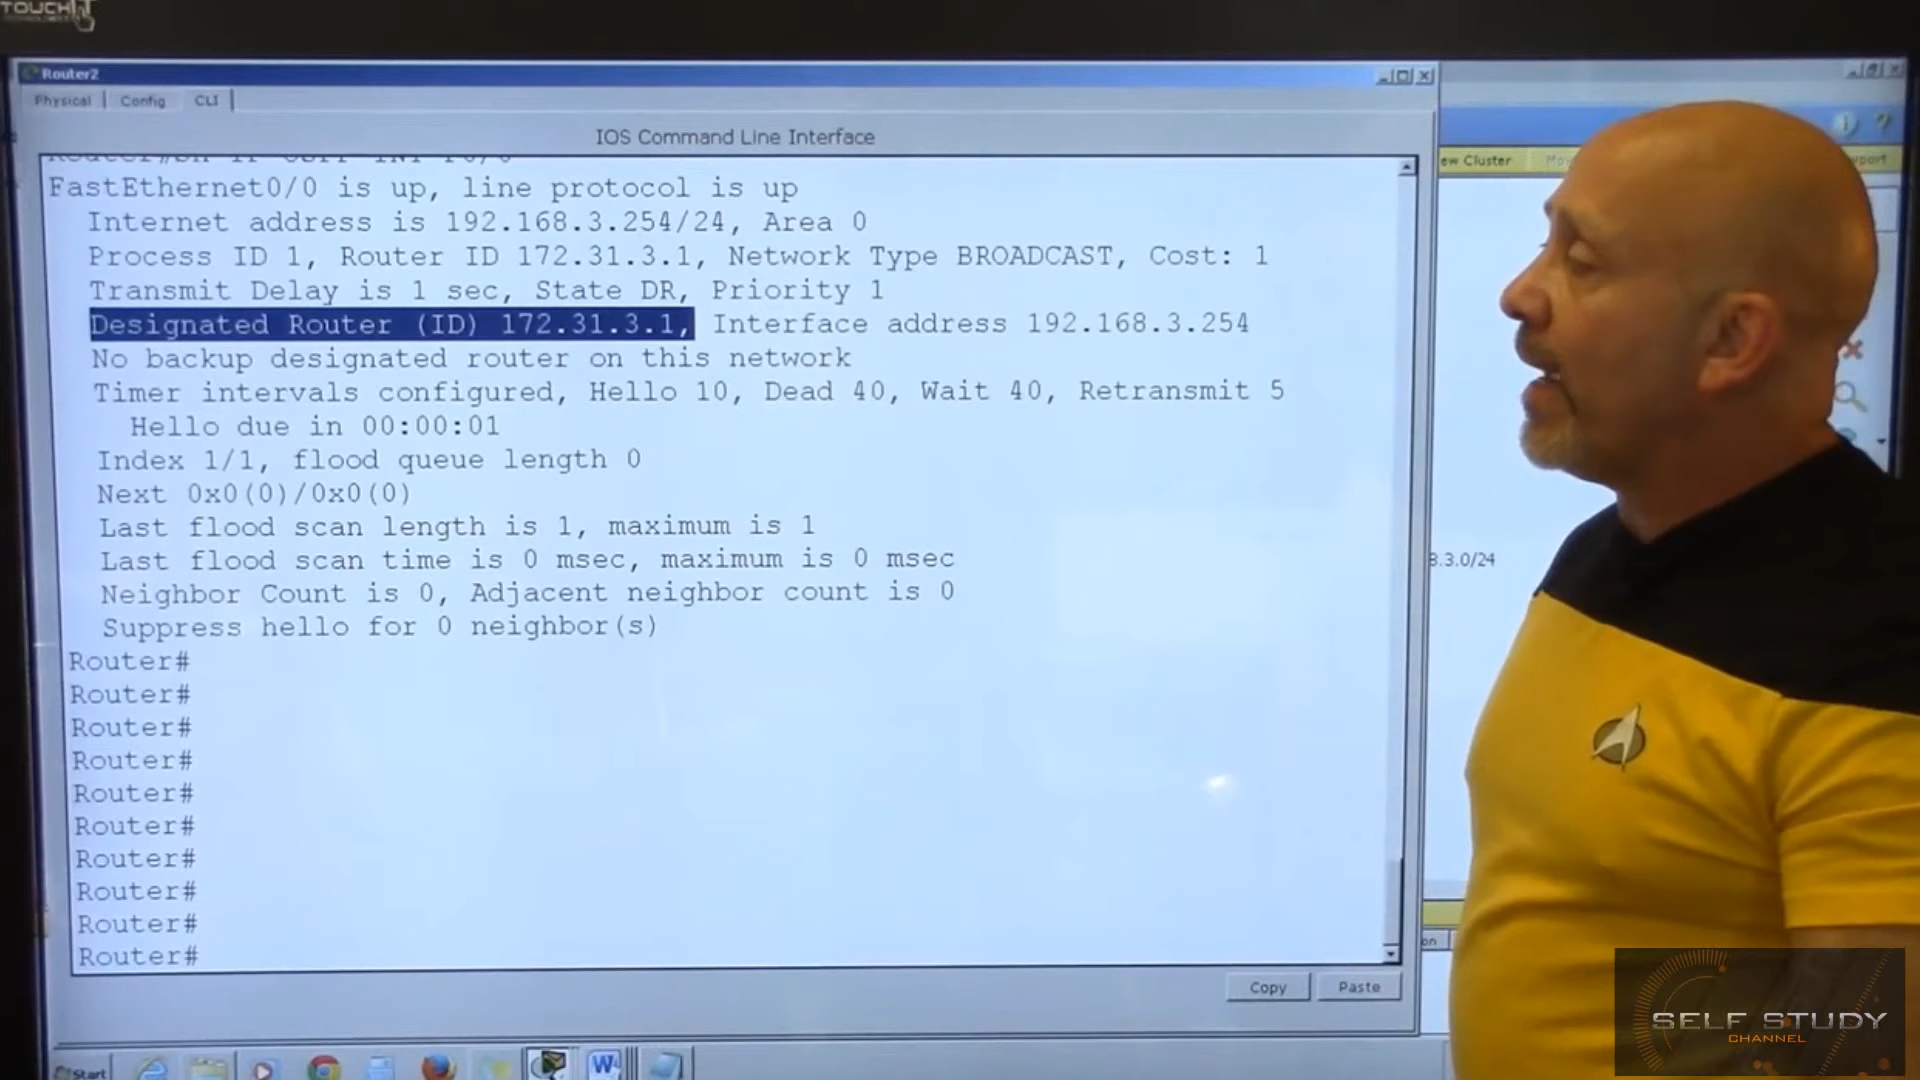 TOUCHIT
Router2
Physical Config CLI
IOS Command Line Interface
FastEthernet0/0 is up, line protocol is up
Internet address is 192.168.3.254/24, Area 0
Process ID 1, Router ID 172.31.3.1, Network Type BROADCAST, Cost: 1
Transmit Delay is 1 sec, State DR, Priority 1
Designated Router (ID) 172.31.3.1, Interface address 192.168.3.254
No backup designated router on this network
Timer intervals configured, Hello 10, Dead 40, Wait 40, Retransmit 5
Hello due in 00:00:01
Index 1/1, flood queue length 0
Next 0x0(0)/0x0(0)
Last flood scan length is 1, maximum is 1
Last flood scan time is 0 msec, maximum is 0 msec
Neighbor Count is 0, Adjacent neighbor count is 0
Suppress hello for 0 neighbor(s)
Router#
Router#
Router#
Router#
Router#
Router#
Router#
Router#
Router#
Router#
Copy Paste
Start
ew Cluster
8.3.0/24
SELF STUDY
CHANNEL